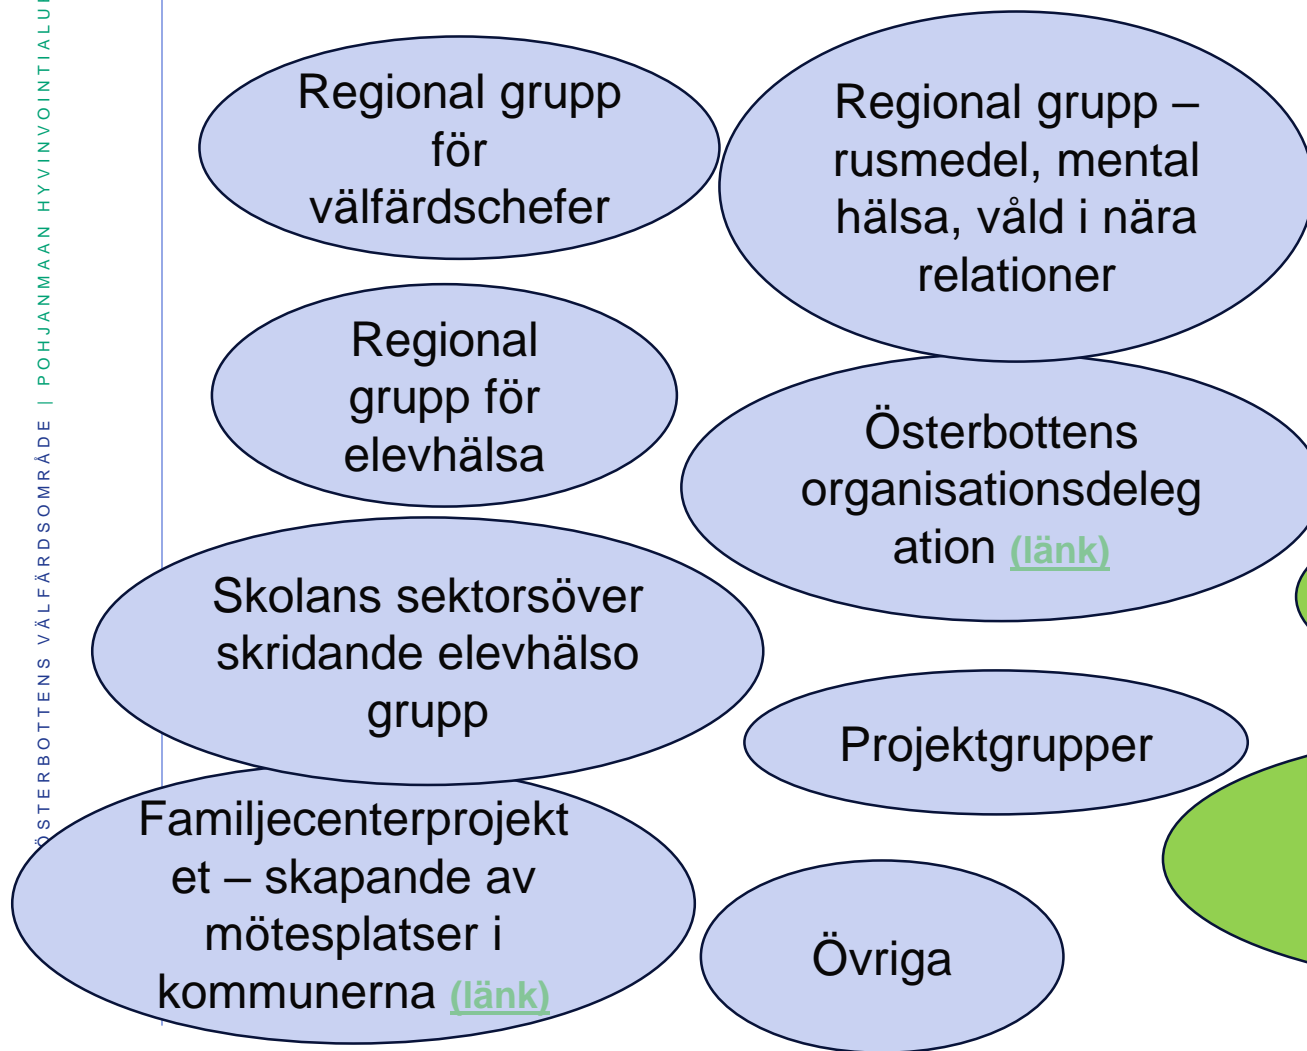 Regional grupp
för
välfärdschefer
Regional grupp –
rusmedel, mental
hälsa, våld i nära
relationer
Regional
grupp för
elevhälsa
Österbottens
organisationsdeleg
ation (länk)
Skolans sektorsöver
skridande elevhälso
grupp
Projektgrupper
Familjecenterprojekt
et – skapande av
mötesplatser i
kommunerna (länk)
Övriga
ÖSTERBOTTENS VÄLFÄRDSOMRÅDE | POHJANMAAN HYVINVOINTIALU